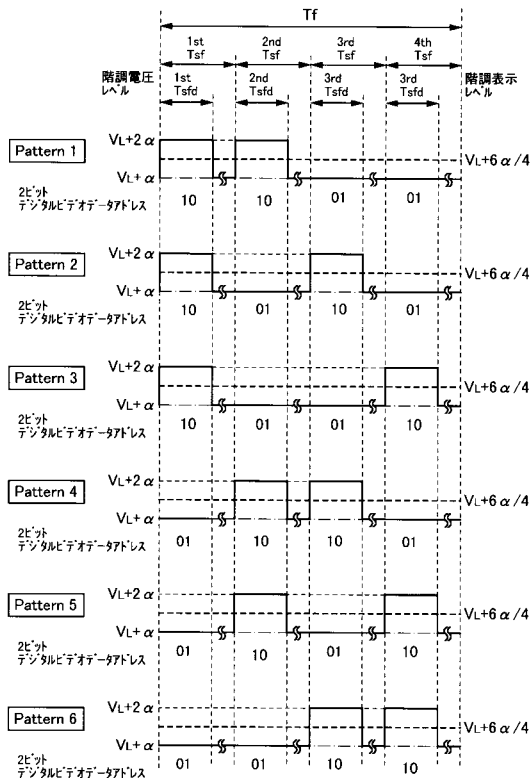 Tf
1st Tsf 2nd Tsf 3rd Tsf 4th Tsf
階調電圧レベル 1st Tsfd 2nd Tsfd 3rd Tsfd 3rd Tsfd 階調表示レベル
Pattern 1
VL+2α
VL+6α/4
VL+α
2ビット
デジタルビデオデータアドレス
10 10 01 01
Pattern 2
VL+2α
VL+6α/4
VL+α
2ビット
デジタルビデオデータアドレス
10 01 10 01
Pattern 3
VL+2α
VL+6α/4
VL+α
2ビット
デジタルビデオデータアドレス
10 01 01 10
Pattern 4
VL+2α
VL+6α/4
VL+α
2ビット
デジタルビデオデータアドレス
01 10 10 01
Pattern 5
VL+2α
VL+6α/4
VL+α
2ビット
デジタルビデオデータアドレス
01 10 01 10
Pattern 6
VL+2α
VL+6α/4
VL+α
2ビット
デジタルビデオデータアドレス
01 01 10 10